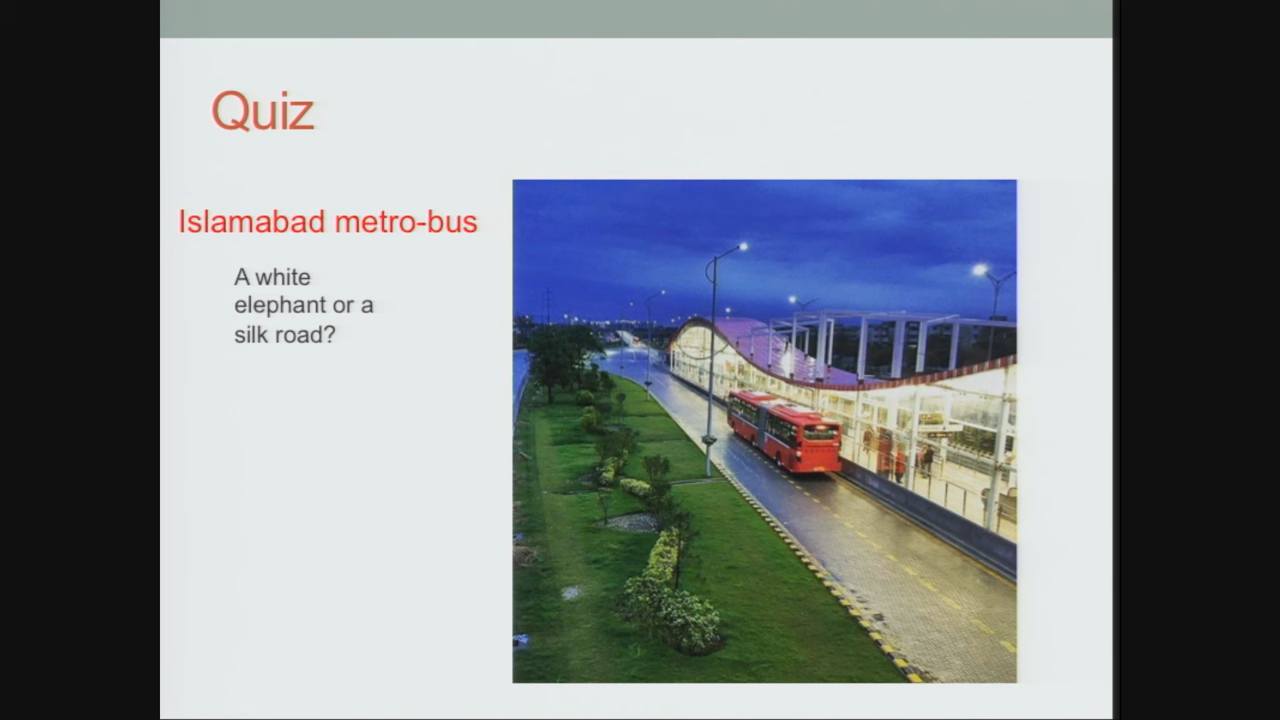 Quiz
Islamabad metro-bus
A white
elephant or a
silk road?